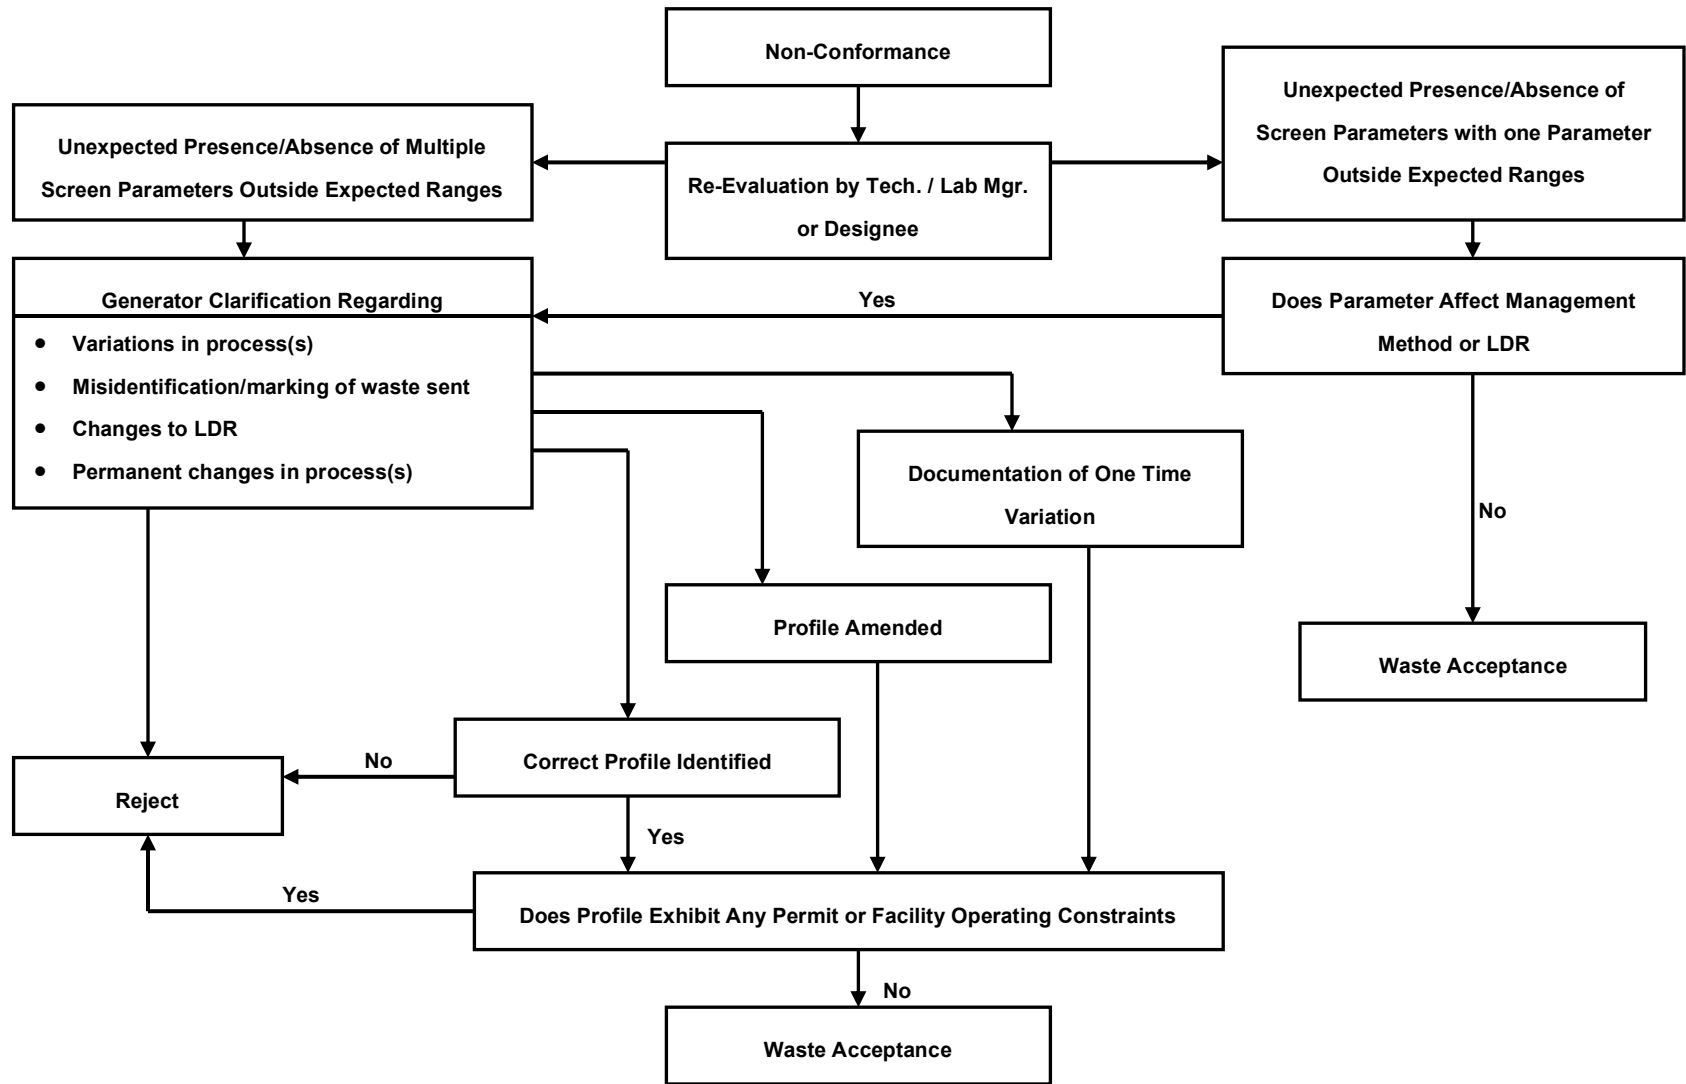 Non-Conformance
Unexpected Presence/Absence of Multiple
Screen Parameters Outside Expected Ranges
Re-Evaluation by Tech. / Lab Mgr.
or Designee
Unexpected Presence/Absence of
Screen Parameters with one Parameter
Outside Expected Ranges
Generator Clarification Regarding
• Variations in process(s)
• Misidentification/marking of waste sent
• Changes to LDR
• Permanent changes in process(s)
Yes
Does Parameter Affect Management
Method or LDR
Documentation of One Time
Variation
No
Profile Amended
Waste Acceptance
Correct Profile Identified
No
Reject
Yes
Yes
Does Profile Exhibit Any Permit or Facility Operating Constraints
No
Waste Acceptance